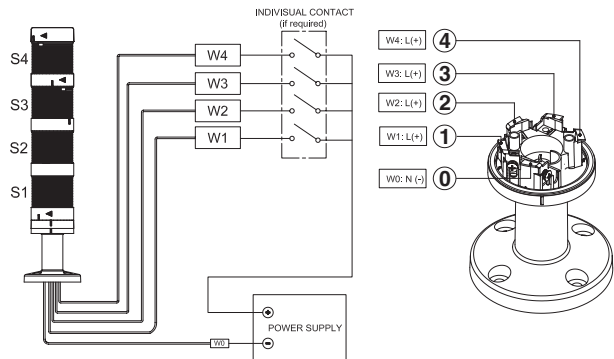 INDIVISUAL CONTACT
(if required)
S4
S3
S2
S1
W4
W3
W2
W1
W0
+
POWER SUPPLY
−
W4: L(+) 4
W3: L(+) 3
W2: L(+) 2
W1: L(+) 1
W0: N (-) 0